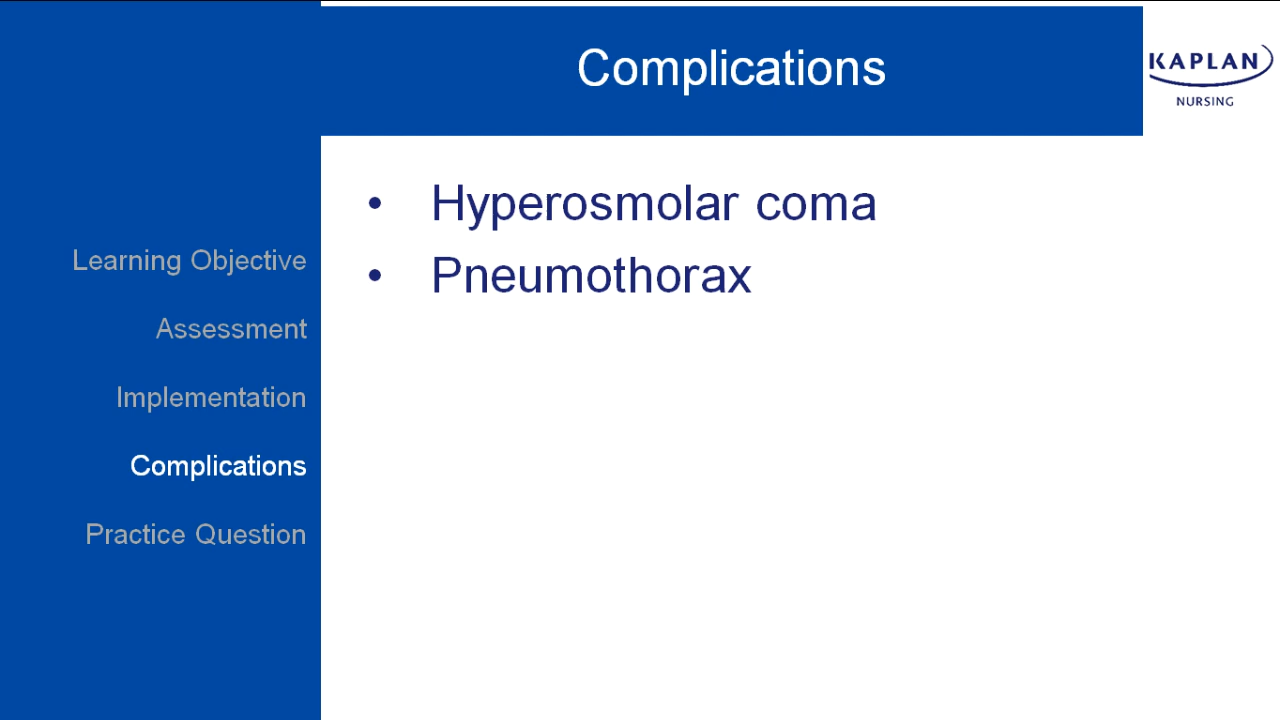 Complications
KAPLAN
NURSING
• Hyperosmolar coma
• Pneumothorax
Learning Objective
Assessment
Implementation
Complications
Practice Question